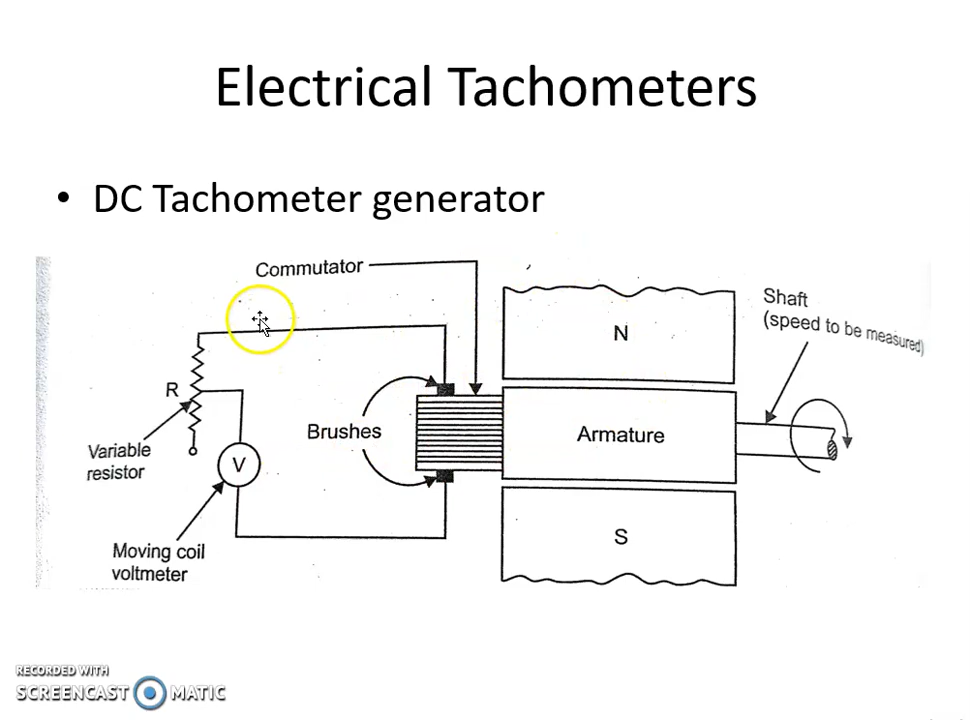 Electrical Tachometers
• DC Tachometer generator
Commutator
Shaft
(speed to be measured)
N
R
Brushes
Armature
Variable
resistor
V
S
Moving coil
voltmeter
RECORDED WITH
SCREENCAST MATIC